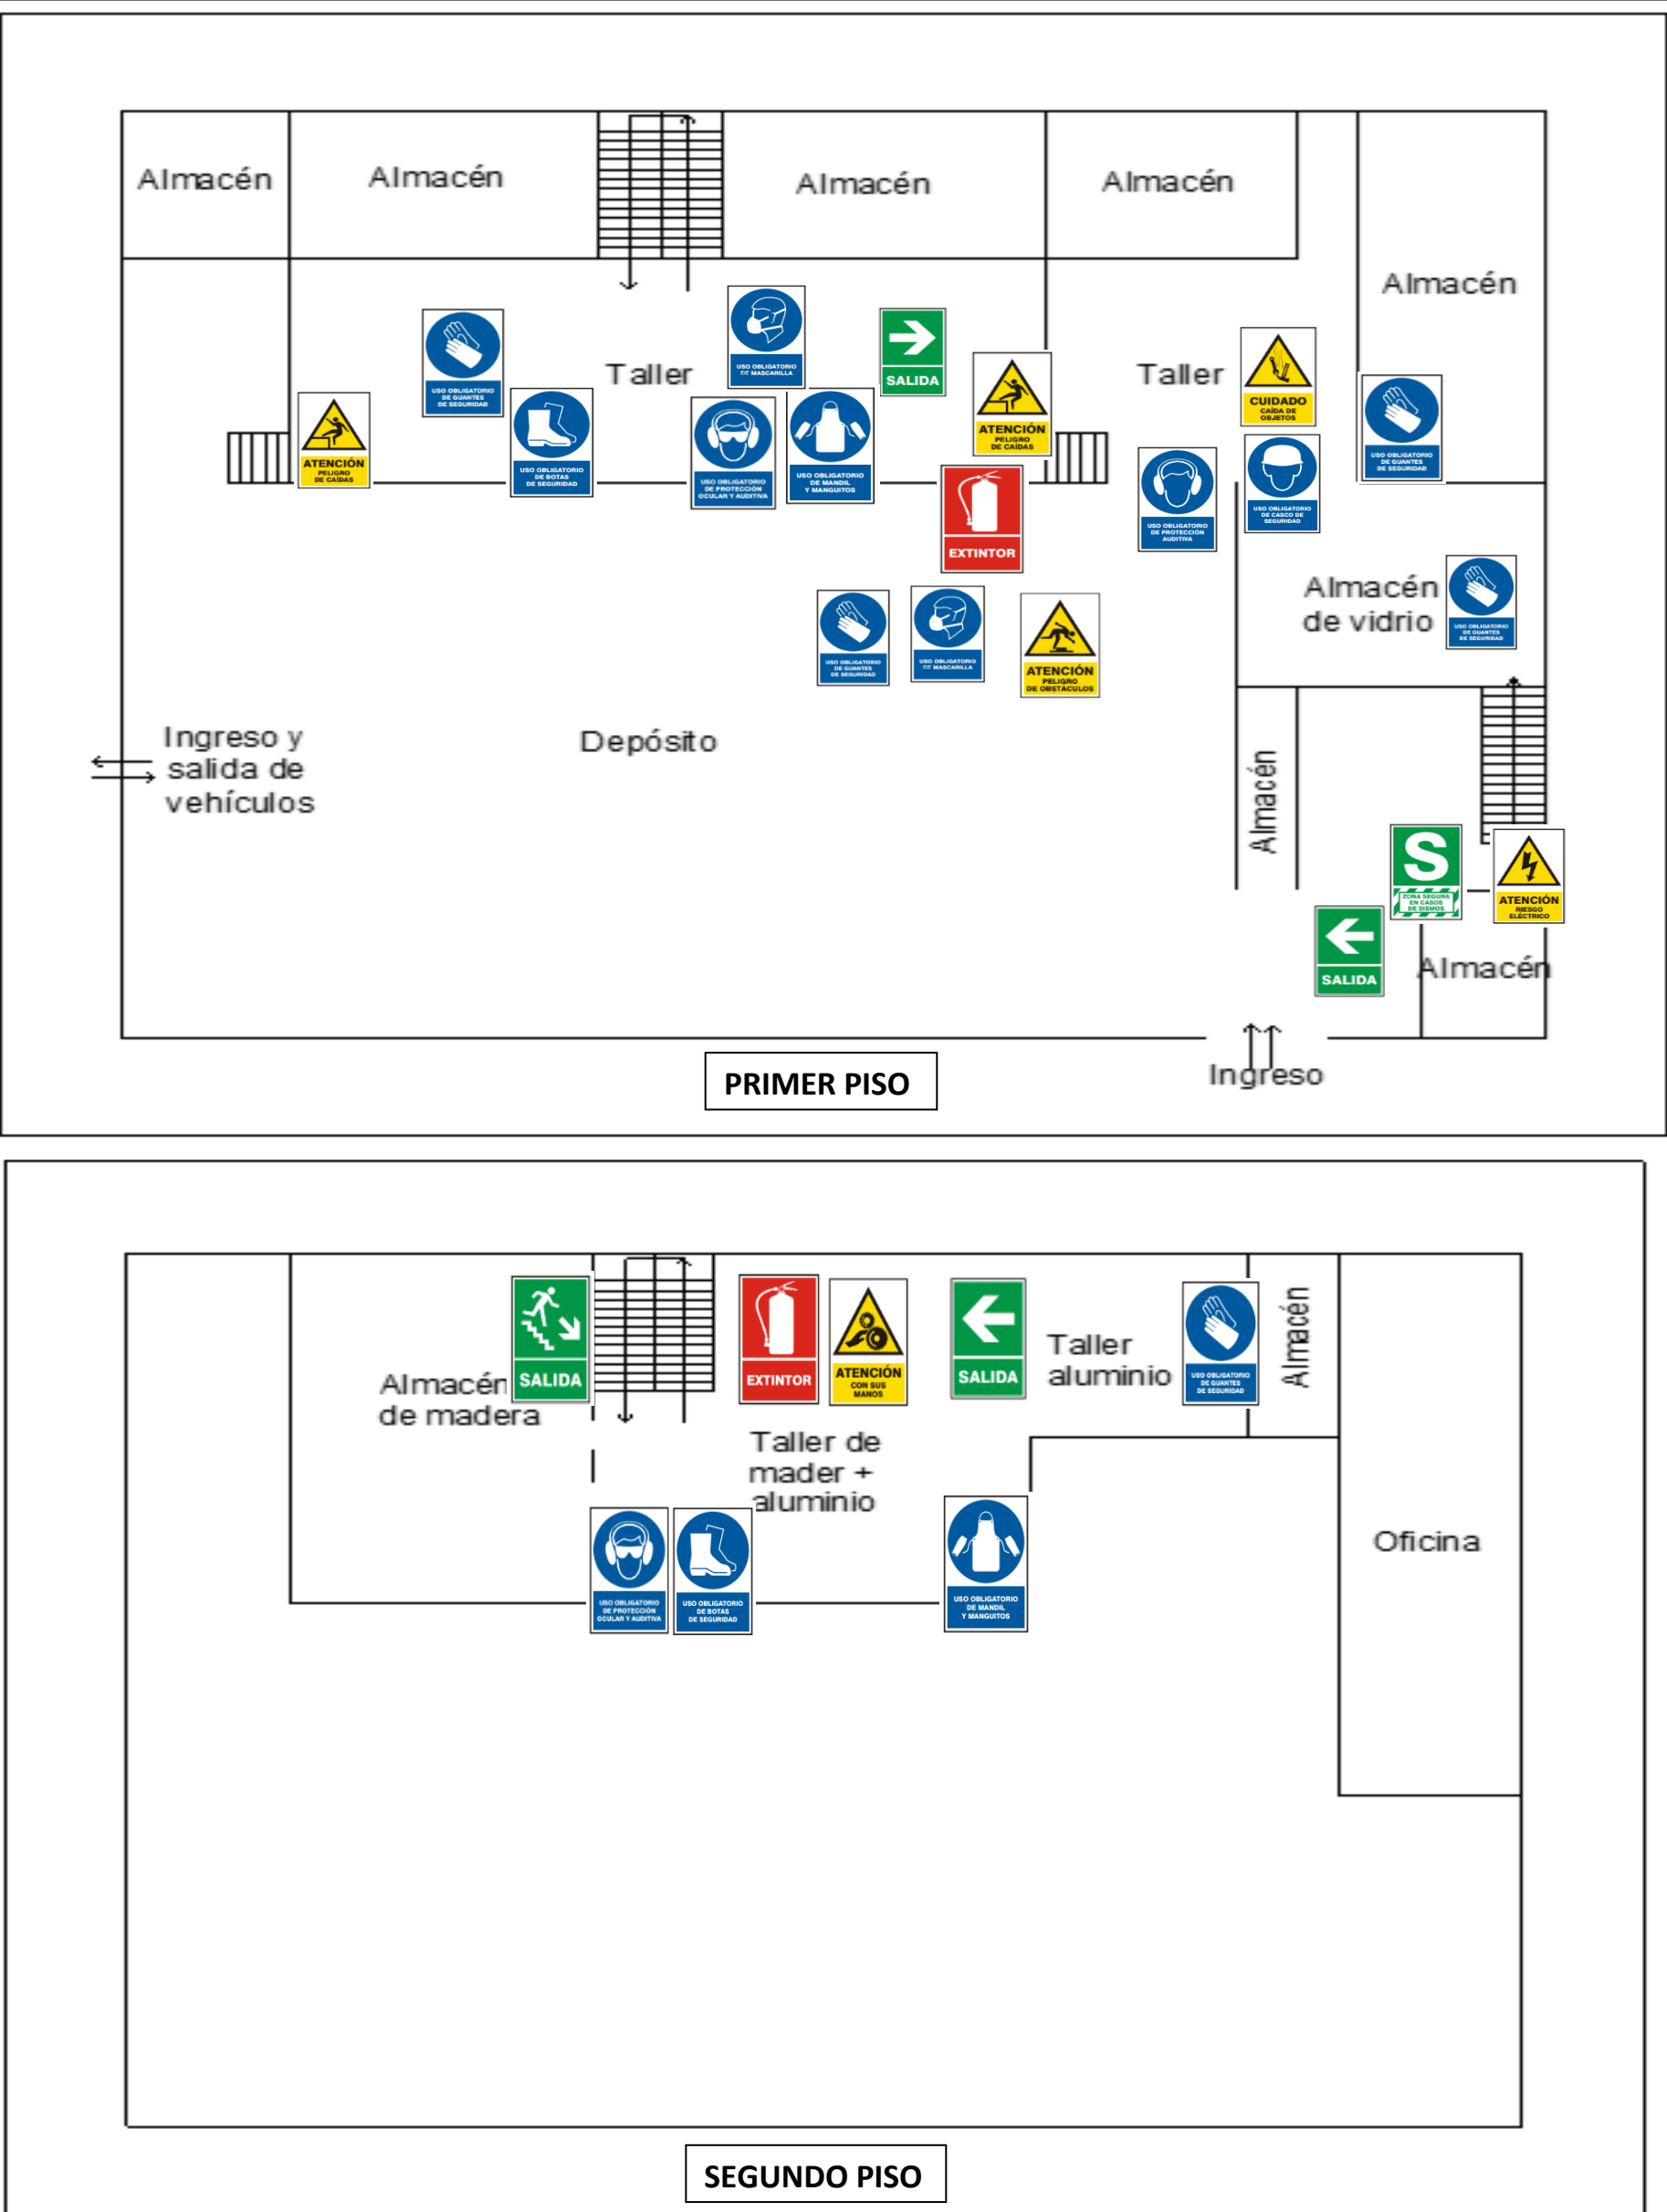 Almacén
Almacén
Almacén
Almacén
Almacén
Taller
Taller
USO OBLIGATORIO
DE GUANTES
DE SEGURIDAD
USO OBLIGATORIO
DE MASCARILLA
SALIDA
ATENCIÓN
PELIGRO
DE CAÍDAS
CUIDADO
CAÍDA DE
OBJETOS
USO OBLIGATORIO
DE GUANTES
DE SEGURIDAD
ATENCIÓN
PELIGRO
DE CAÍDAS
USO OBLIGATORIO
DE BOTAS
DE SEGURIDAD
USO OBLIGATORIO
DE PROTECCIÓN
OCULAR Y AUDITIVA
USO OBLIGATORIO
DE MANDIL
Y MANGUITOS
EXTINTOR
USO OBLIGATORIO
DE PROTECCIÓN
AUDITIVA
USO OBLIGATORIO
DE CASCO DE
SEGURIDAD
USO OBLIGATORIO
DE GUANTES
DE SEGURIDAD
USO OBLIGATORIO
DE MASCARILLA
ATENCIÓN
PELIGRO
DE OBSTÁCULOS
Almacén
de vidrio
USO OBLIGATORIO
DE GUANTES
DE SEGURIDAD
Ingreso y
salida de
vehículos
Depósito
Almacén
S
ZONA SEGURA
EN CASOS
DE SISMOS
ATENCIÓN
RIESGO
ELÉCTRICO
SALIDA
Almacén
Ingreso
PRIMER PISO
Almacén
de madera
SALIDA
EXTINTOR
ATENCIÓN
CON SUS
MANOS
SALIDA
Taller
aluminio
USO OBLIGATORIO
DE GUANTES
DE SEGURIDAD
Almacén
Taller de
mader +
aluminio
USO OBLIGATORIO
DE PROTECCIÓN
OCULAR Y AUDITIVA
USO OBLIGATORIO
DE BOTAS
DE SEGURIDAD
USO OBLIGATORIO
DE MANDIL
Y MANGUITOS
Oficina
SEGUNDO PISO